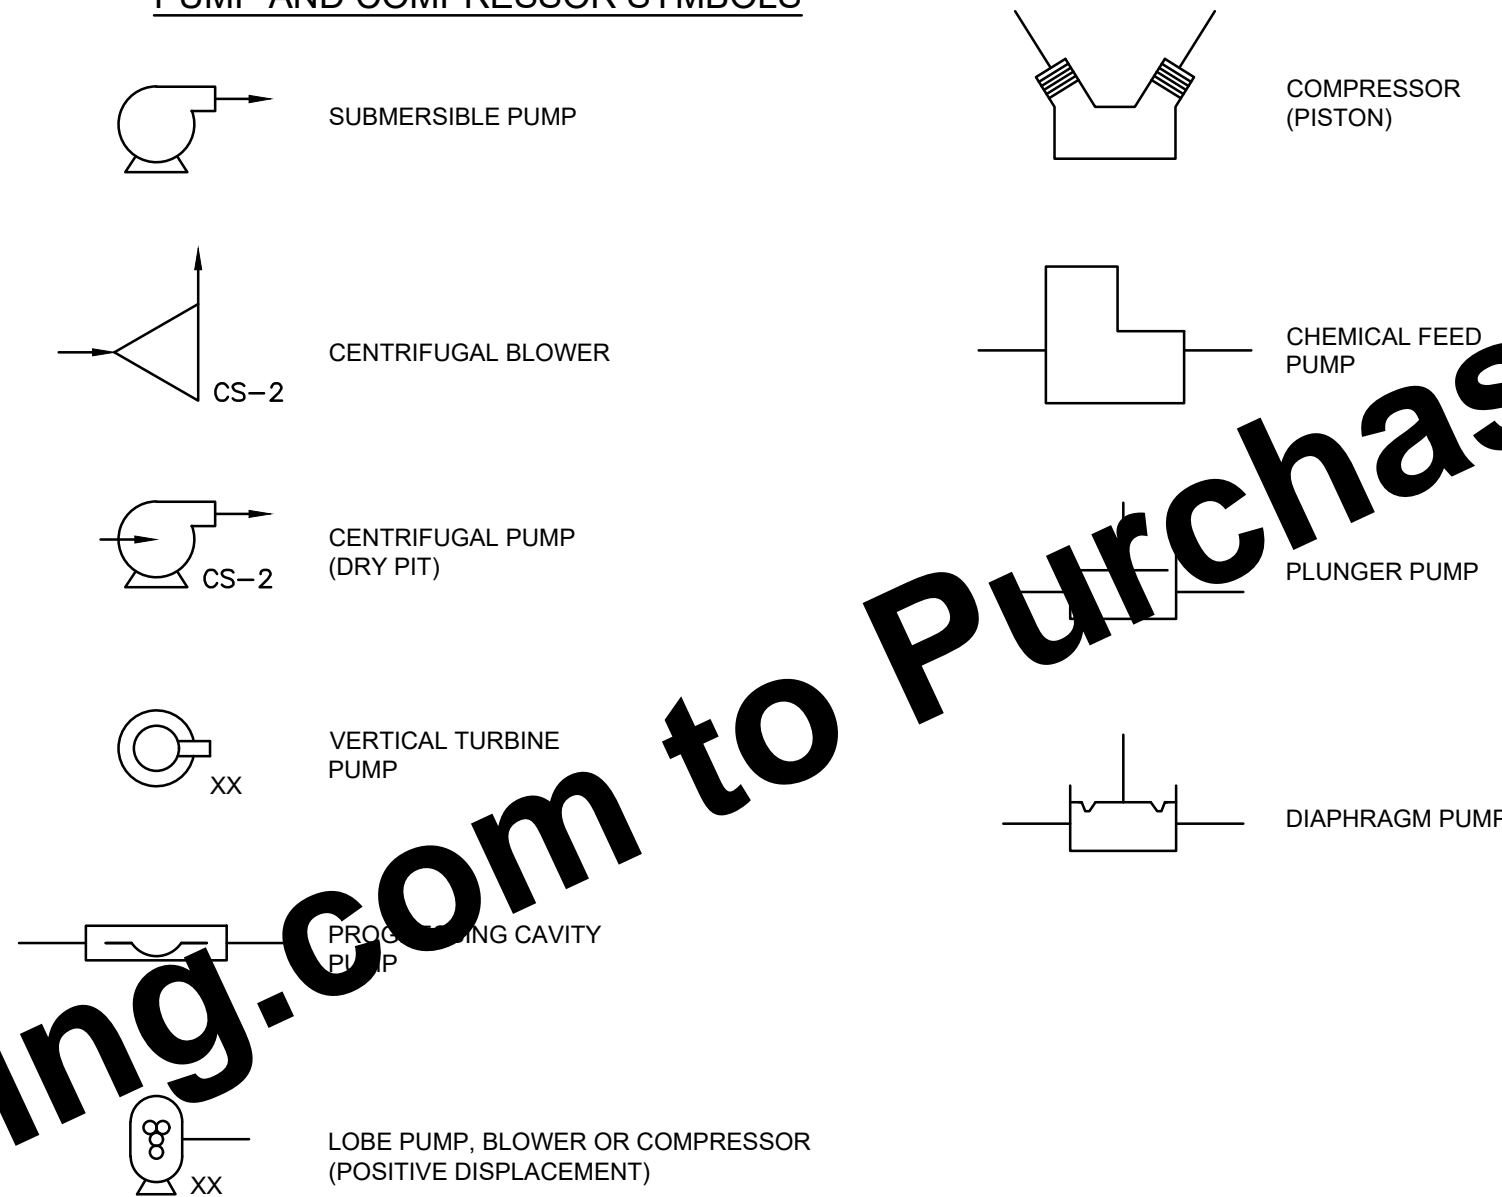 PUMP AND COMPRESSOR SYMBOLS
SUBMERSIBLE PUMP
CENTRIFUGAL BLOWER
CS-2
CENTRIFUGAL PUMP
(DRY PIT)
CS-2
VERTICAL TURBINE
PUMP
XX
CAVITY
LOBE PUMP, BLOWER OR COMPRESSOR
(POSITIVE DISPLACEMENT)
XX
COMPRESSOR
(PISTON)
CHEMICAL FEED
PUMP
PLUNGER PUMP
DIAPHRAGM PUMP
ing.com to Purchas